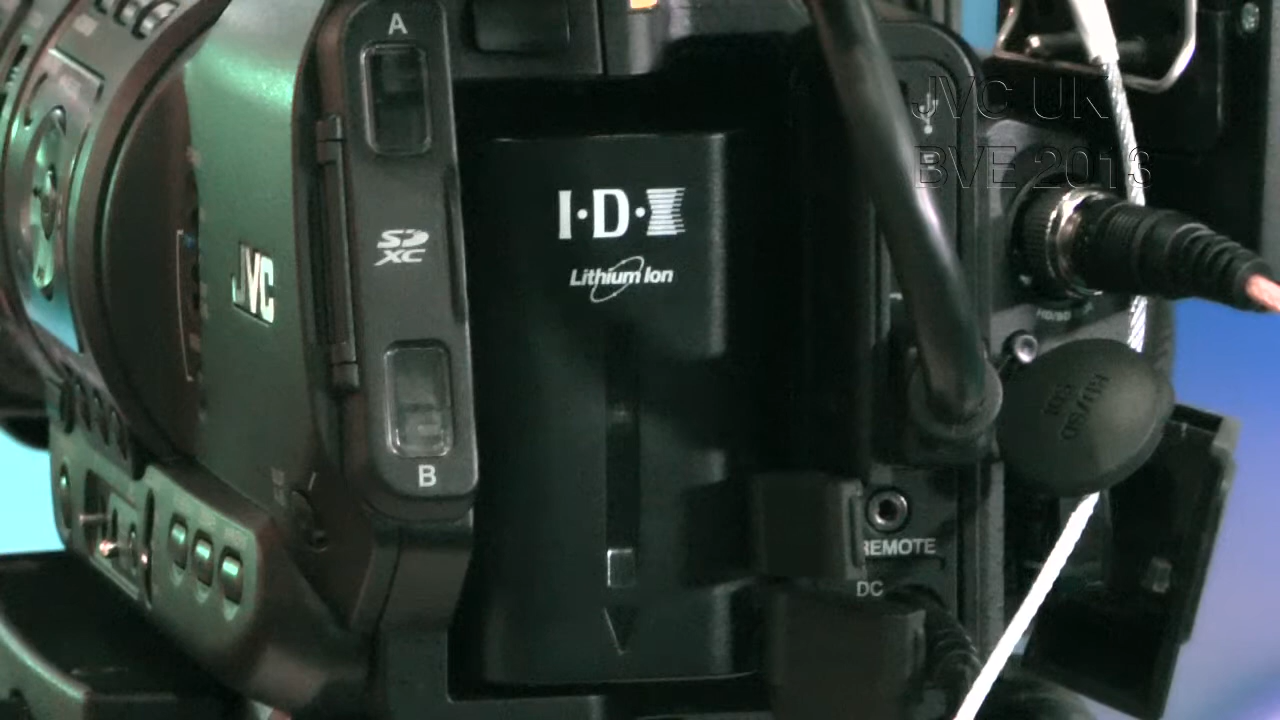 A
JVC UK
BVE 2013
I·D·X
SD
XC
Lithium Ion
JVC
B
REMOTE
DC